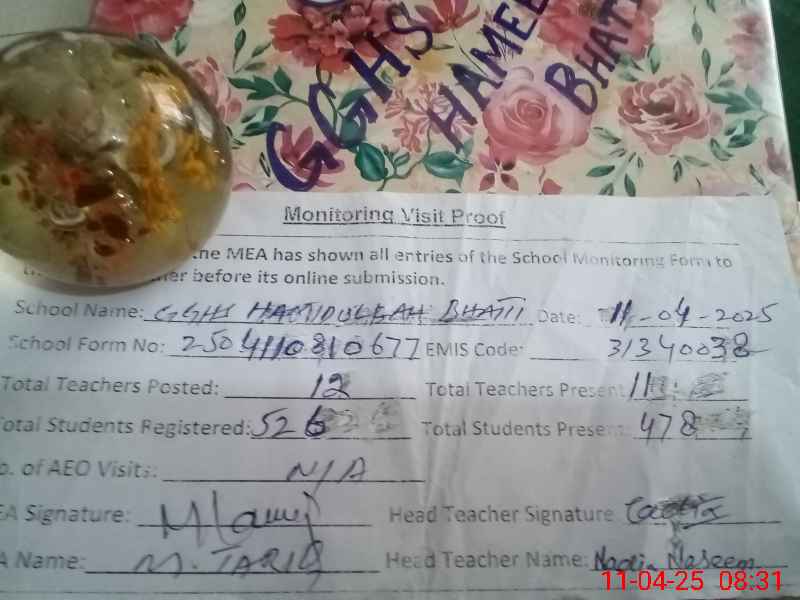 GGHS
HAMEE
BHATI
Monitoring Visit Proof
the MEA has shown all entries of the School Monitoring Form to
her before its online submission.
School Name: GGHS HAMIDULLAH BHATTI Date: 11-04-2025
School Form No: 2504110810677 EMIS Code: 31340038
Total Teachers Posted: 12 Total Teachers Present 11
Total Students Registered: 526 Total Students Present: 478
o. of AEO Visits: N/A
EA Signature: Head Teacher Signature
A Name: M. TARIQ Head Teacher Name: Nadia Naseem
11-04-25 08:31